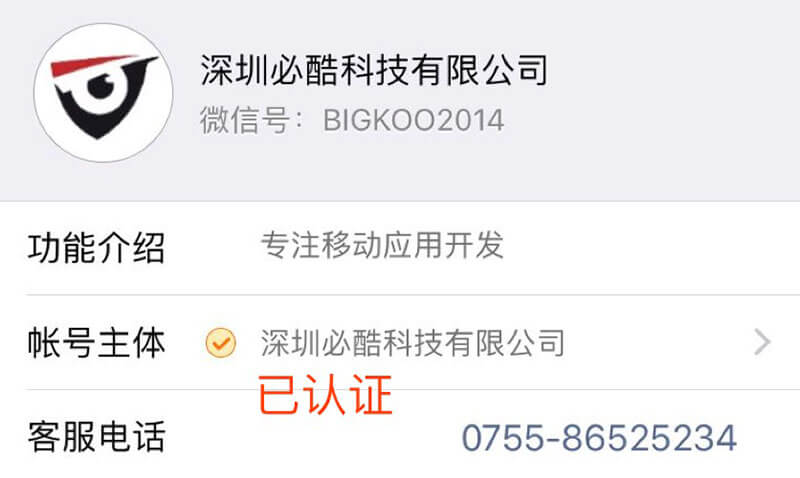 深圳必酷科技有限公司
微信号：BIGKOO2014
功能介绍 专注移动应用开发
帐号主体 深圳必酷科技有限公司
已认证
客服电话 0755-86525234